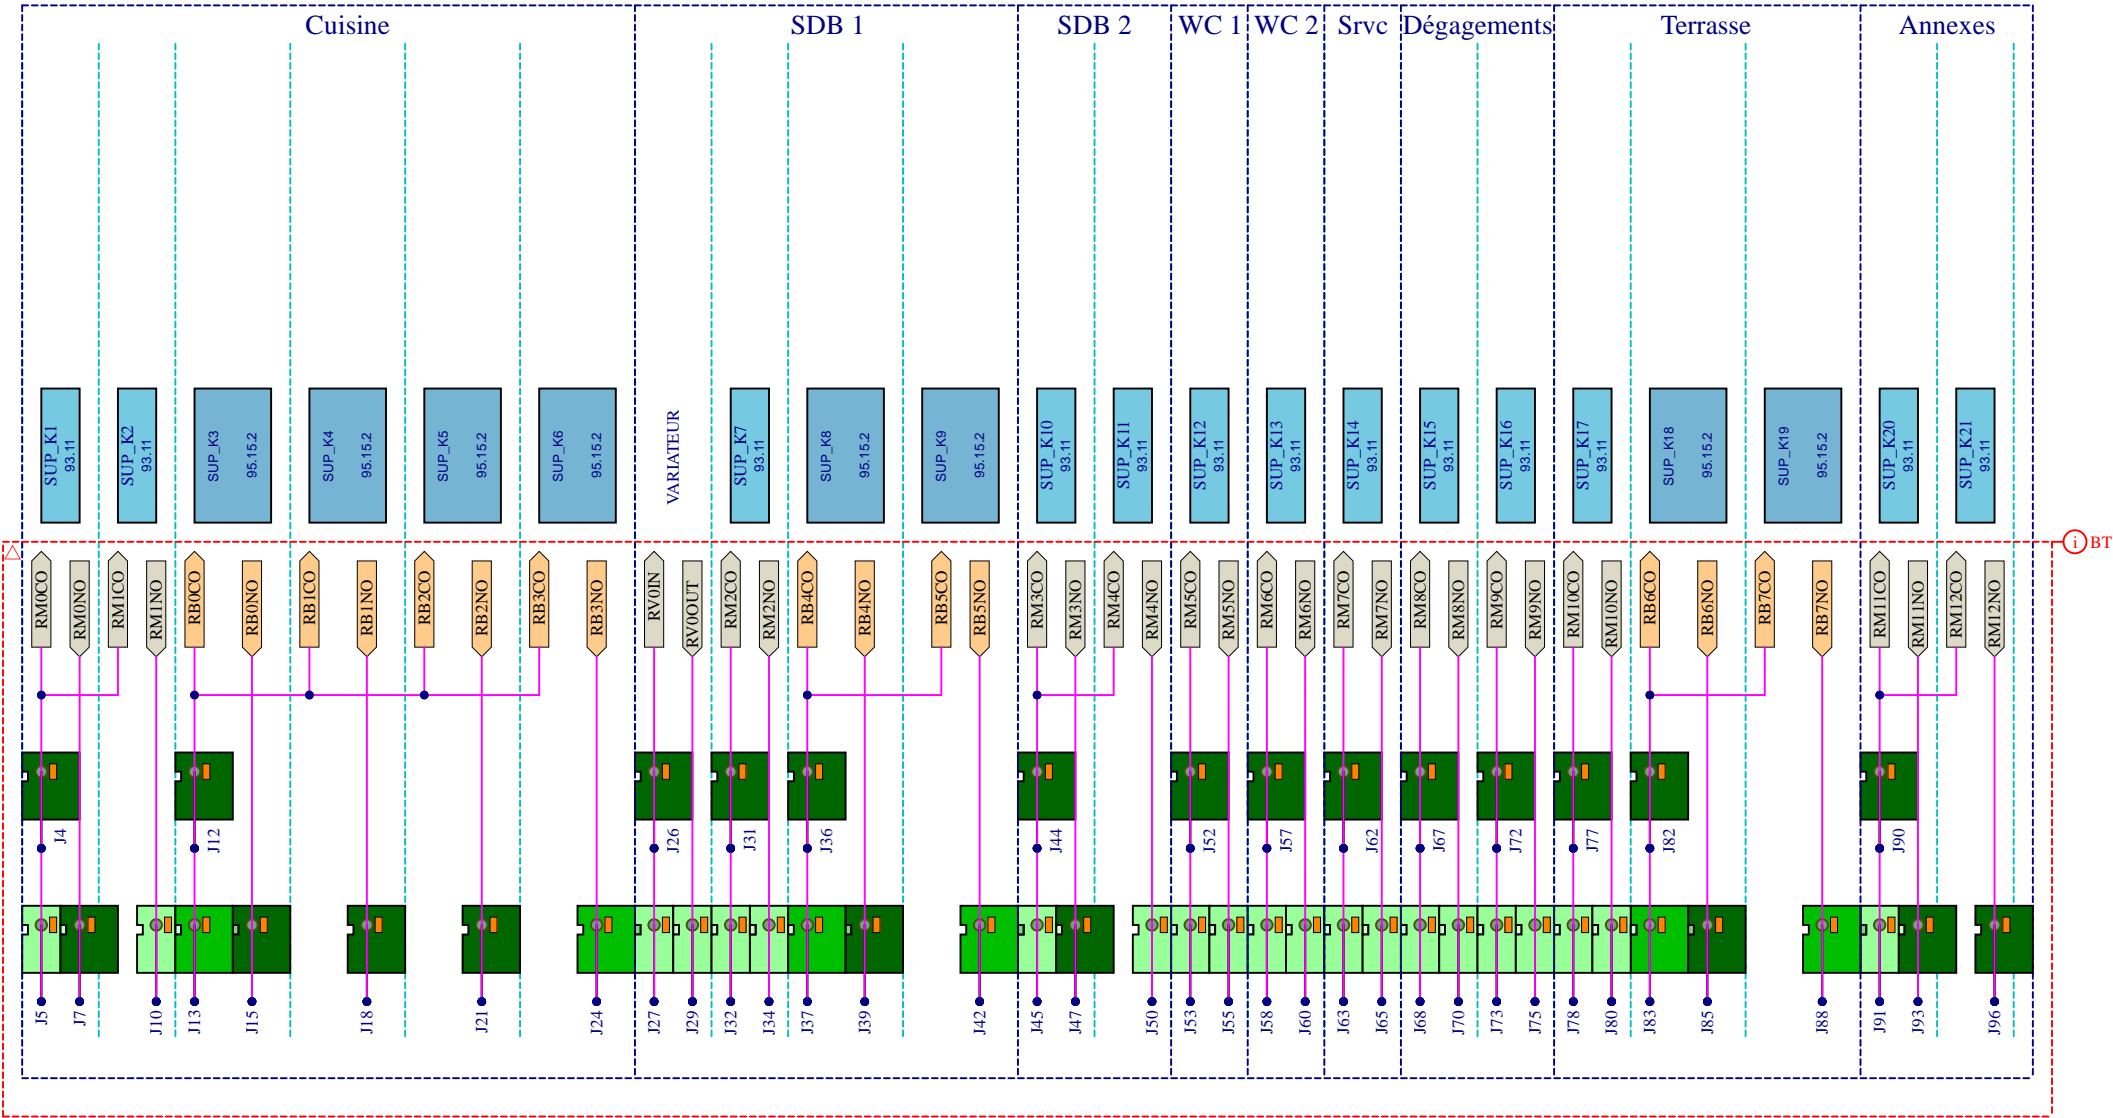 Cuisine
SDB 1
SDB 2
WC 1
WC 2
Srvc
Dégagements
Terrasse
Annexes
SUP_K1
93.11
SUP_K2
93.11
SUP_K3
95.15.2
SUP_K4
95.15.2
SUP_K5
95.15.2
SUP_K6
95.15.2
VARIATEUR
SUP_K7
93.11
SUP_K8
95.15.2
SUP_K9
95.15.2
SUP_K10
93.11
SUP_K11
93.11
SUP_K12
93.11
SUP_K13
93.11
SUP_K14
93.11
SUP_K15
93.11
SUP_K16
93.11
SUP_K17
93.11
SUP_K18
95.15.2
SUP_K19
95.15.2
SUP_K20
93.11
SUP_K21
93.11
i
BT
RM0CO
RM0NO
RM1CO
RM1NO
RB0CO
RB0NO
RB1CO
RB1NO
RB2CO
RB2NO
RB3CO
RB3NO
RV0IN
RV0OUT
RM2CO
RM2NO
RB4CO
RB4NO
RB5CO
RB5NO
RM3CO
RM3NO
RM4CO
RM4NO
RM5CO
RM5NO
RM6CO
RM6NO
RM7CO
RM7NO
RM8CO
RM8NO
RM9CO
RM9NO
RM10CO
RM10NO
RB6CO
RB6NO
RB7CO
RB7NO
RM11CO
RM11NO
RM12CO
RM12NO
J4
J12
J26
J31
J36
J44
J52
J57
J62
J67
J72
J77
J82
J90
J5
J7
J10
J13
J15
J18
J21
J24
J27
J29
J32
J34
J37
J39
J42
J45
J47
J50
J53
J55
J58
J60
J63
J65
J68
J70
J73
J75
J78
J80
J83
J85
J88
J91
J93
J96